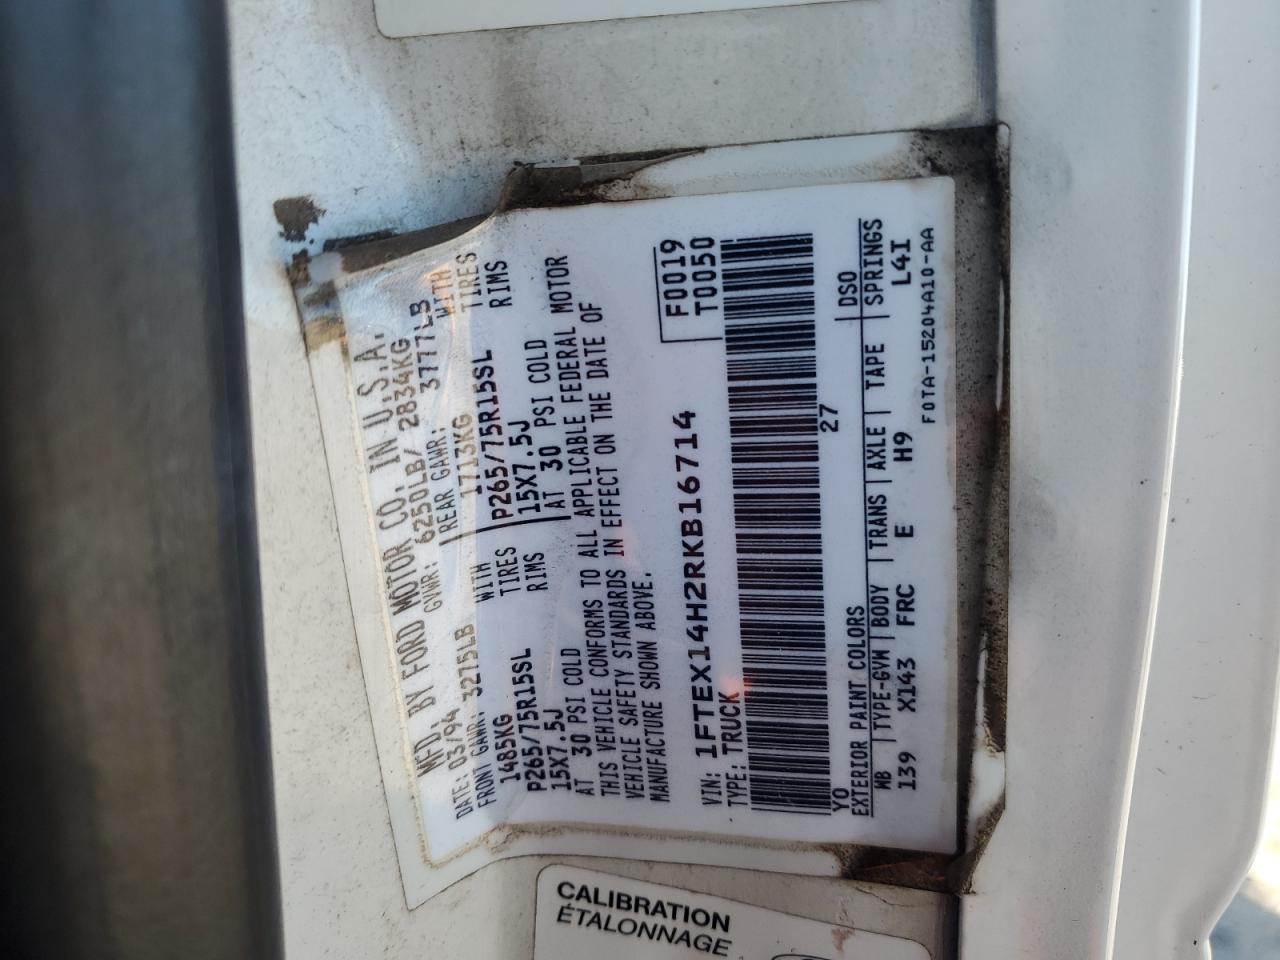 MFD. BY FORD MOTOR CO. IN U.S.A.
DATE: 03/94 GVWR: 6250LB/ 2834KG
FRONT GAWR: 3275LB REAR GAWR: 3777LB
1485KG WITH 1713KG WITH
P265/75R15SL TIRES P265/75R15SL TIRES
15X7.5J RIMS 15X7.5J RIMS
AT 30 PSI COLD AT 30 PSI COLD
THIS VEHICLE CONFORMS TO ALL APPLICABLE FEDERAL MOTOR
VEHICLE SAFETY STANDARDS IN EFFECT ON THE DATE OF
MANUFACTURE SHOWN ABOVE.
F0019
T0050
VIN: 1FTEX14H2RKB16714
TYPE: TRUCK
YO 27
EXTERIOR PAINT COLORS DSO
WB TYPE-GVM BODY TRANS AXLE TAPE SPRINGS
139 X143 FRC E H9 L4I
FOTA-15204A10-AA
CALIBRATION
ÉTALONNAGE